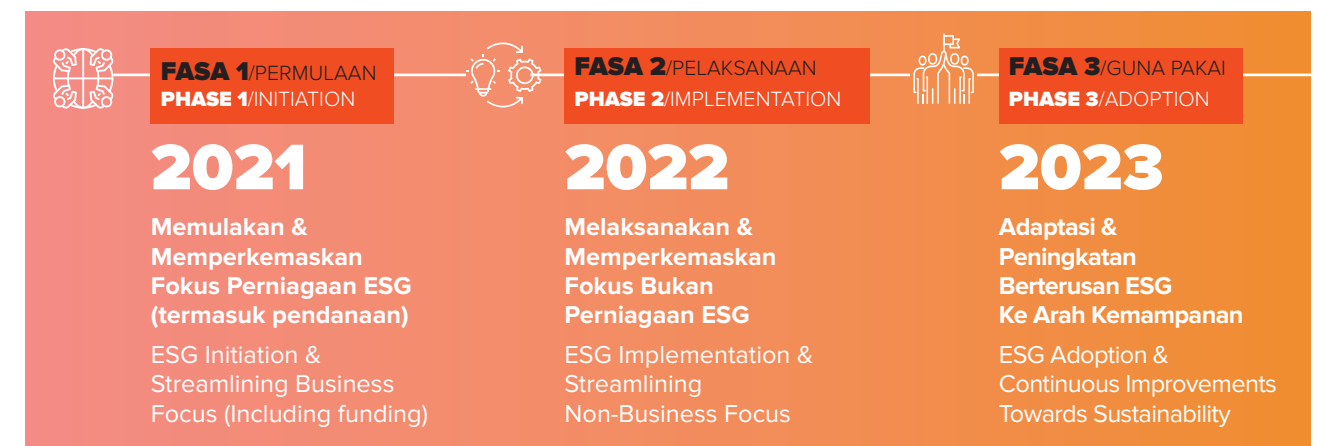 FASA 1/PERMULAAN
PHASE 1/INITIATION
2021
Memulakan &
Memperkemaskan
Fokus Perniagaan ESG
(termasuk pendanaan)
ESG Initiation &
Streamlining Business
Focus (Including funding)
FASA 2/PELAKSANAAN
PHASE 2/IMPLEMENTATION
2022
Melaksanakan &
Memperkemaskan
Fokus Bukan
Perniagaan ESG
ESG Implementation &
Streamlining
Non-Business Focus
FASA 3/GUNA PAKAI
PHASE 3/ADOPTION
2023
Adaptasi &
Peningkatan
Berterusan ESG
Ke Arah Kemampanan
ESG Adoption &
Continuous Improvements
Towards Sustainability